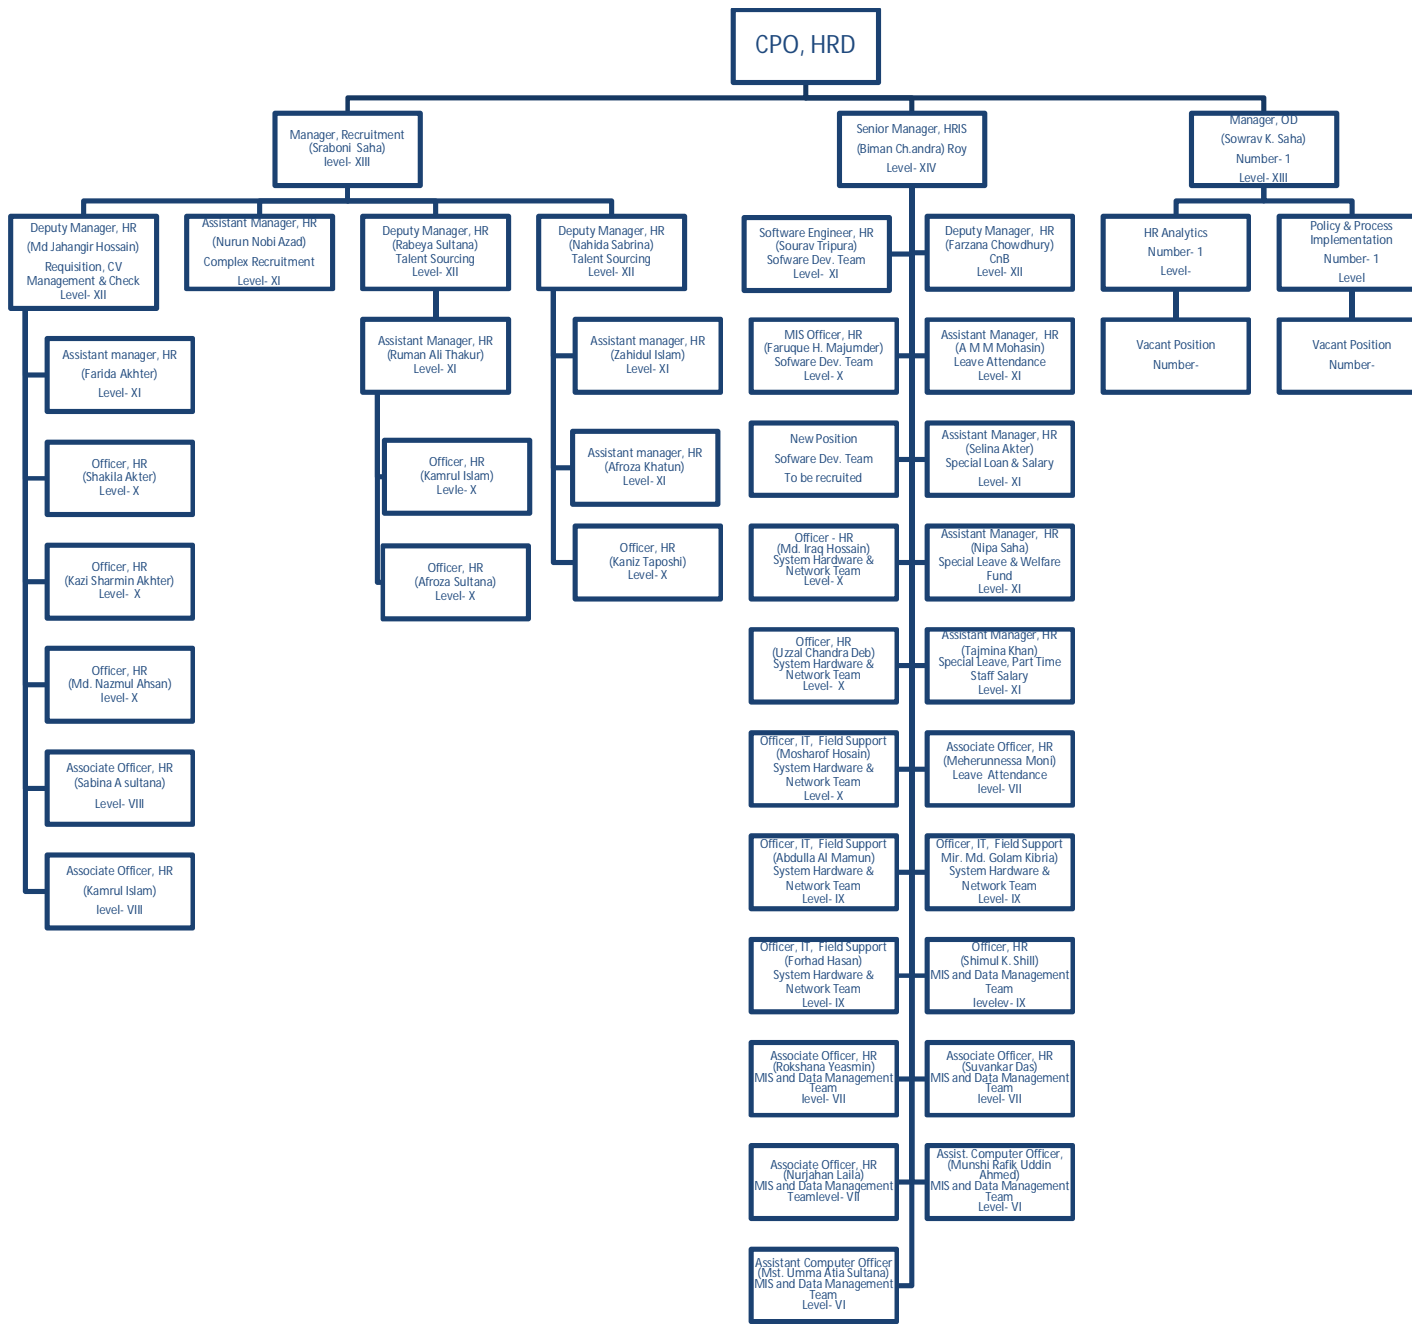 CPO, HRD
Manager, Recruitment
(Sraboni Saha)
level- XIII
Senior Manager, HRIS
(Biman Ch.andra) Roy
Level- XIV
Manager, OD
(Sowrav K. Saha)
Number- 1
Level- XIII
Deputy Manager, HR
(Md Jahangir Hossain)
Requisition, CV
Management & Check
Level- XII
Assistant Manager, HR
(Nurun Nobi Azad)
Complex Recruitment
Level- XI
Deputy Manager, HR
(Rabeya Sultana)
Talent Sourcing
Level- XII
Deputy Manager, HR
(Nahida Sabrina)
Talent Sourcing
Level- XII
Assistant manager, HR
(Farida Akhter)
Level- XI
Officer, HR
(Shakila Akter)
Level- X
Officer, HR
(Kazi Sharmin Akhter)
Level- X
Officer, HR
(Md. Nazmul Ahsan)
level- X
Associate Officer, HR
(Sabina A sultana)
Level- VIII
Associate Officer, HR
(Kamrul Islam)
level- VIII
Assistant Manager, HR
(Ruman Ali Thakur)
Level- XI
Officer, HR
(Kamrul Islam)
Levle- X
Officer, HR
(Afroza Sultana)
Level- X
Assistant manager, HR
(Zahidul Islam)
Level- XI
Assistant manager, HR
(Afroza Khatun)
Level- XI
Officer, HR
(Kaniz Taposhi)
Level- X
Software Engineer, HR
(Sourav Tripura)
Sofware Dev. Team
Level- XI
Deputy Manager, HR
(Farzana Chowdhury)
CnB
Level- XII
MIS Officer, HR
(Faruque H. Majumder)
Sofware Dev. Team
Level- X
Assistant Manager, HR
(A M M Mohasin)
Leave Attendance
Level- XI
New Position
Sofware Dev. Team
To be recruited
Assistant Manager, HR
(Selina Akter)
Special Loan & Salary
Level- XI
Officer - HR
(Md. Iraq Hossain)
System Hardware &
Network Team
Level- X
Assistant Manager, HR
(Nipa Saha)
Special Leave & Welfare
Fund
Level- XI
Officer, HR
(Uzzal Chandra Deb)
System Hardware &
Network Team
Level- X
Assistant Manager, HR
(Tajmina Khan)
Special Leave, Part Time
Staff Salary
Level- XI
Officer, IT, Field Support
(Mosharof Hosain)
System Hardware &
Network Team
Level- X
Associate Officer, HR
(Meherunnessa Moni)
Leave Attendance
level- VII
Officer, IT, Field Support
(Abdulla Al Mamun)
System Hardware &
Network Team
Level- IX
Officer, IT, Field Support
Mir. Md. Golam Kibria)
System Hardware &
Network Team
Level- IX
Officer, IT, Field Support
(Forhad Hasan)
System Hardware &
Network Team
Level- IX
Officer, HR
(Shimul K. Shill)
MIS and Data Management
Team
levelev- IX
Associate Officer, HR
(Rokshana Yeasmin)
MIS and Data Management
Team
level- VII
Associate Officer, HR
(Suvankar Das)
MIS and Data Management
Team
level- VII
Associate Officer, HR
(Nurjahan Laila)
MIS and Data Management
Teamlevel- VII
Assist. Computer Officer,
(Munshi Rafik Uddin
Ahmed)
MIS and Data Management
Team
Level- VI
Assistant Computer Officer
(Mst. Umma Atia Sultana)
MIS and Data Management
Team
Level- VI
HR Analytics
Number- 1
Level-
Policy & Process
Implementation
Number- 1
Level
Vacant Position
Number-
Vacant Position
Number-